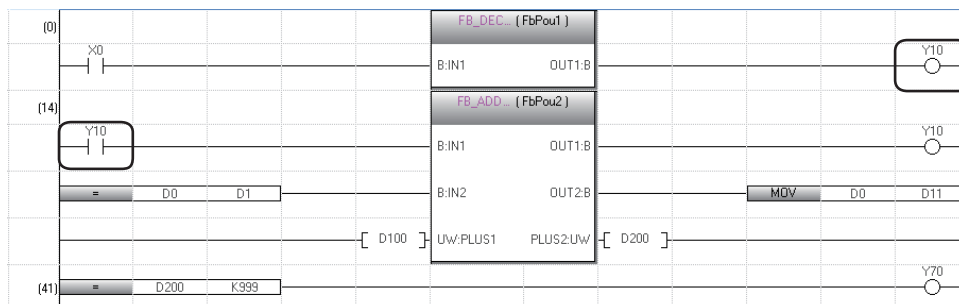 (0) FB_DEC... (FbPou1)
X0 Y10
B:IN1 OUT1:B
(14) FB_ADD... (FbPou2)
Y10 Y10
B:IN1 OUT1:B
= D0 D1 B:IN2 OUT2:B MOV D0 D11
D100 UW:PLUS1 PLUS2:UW D200
Y70
(41) = D200 K999